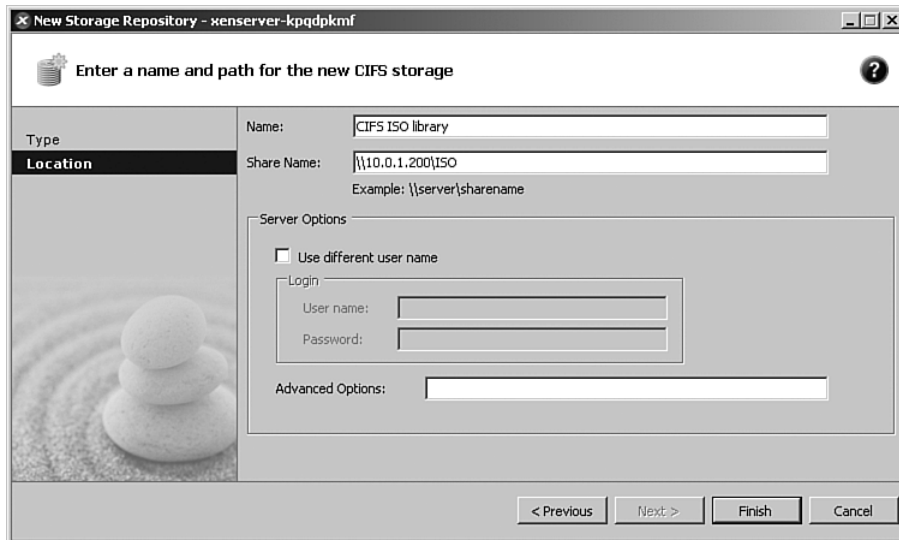 New Storage Repository - xenserver-kpqdpkmf
Enter a name and path for the new CIFS storage
?
Type
Location
Name: CIFS ISO library
Share Name: \\10.0.1.200\ISO
Example: \\server\sharename
Server Options
Use different user name
Login
User name:
Password:
Advanced Options:
< Previous Next > Finish Cancel